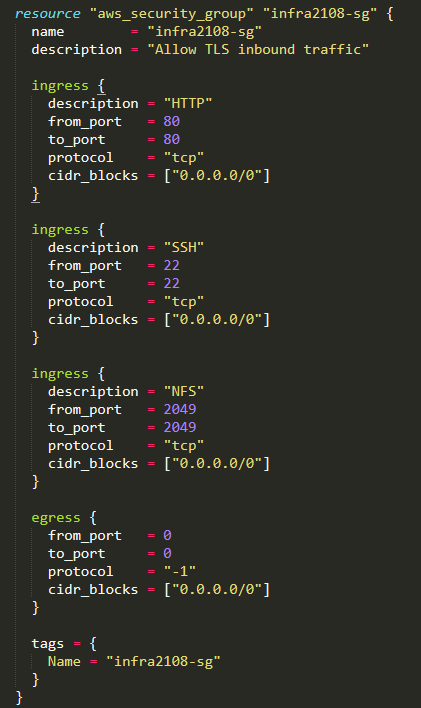 resource "aws_security_group" "infra2108-sg" {
  name        = "infra2108-sg"
  description = "Allow TLS inbound traffic"

  ingress {
    description = "HTTP"
    from_port   = 80
    to_port     = 80
    protocol    = "tcp"
    cidr_blocks = ["0.0.0.0/0"]
  }

  ingress {
    description = "SSH"
    from_port   = 22
    to_port     = 22
    protocol    = "tcp"
    cidr_blocks = ["0.0.0.0/0"]
  }

  ingress {
    description = "NFS"
    from_port   = 2049
    to_port     = 2049
    protocol    = "tcp"
    cidr_blocks = ["0.0.0.0/0"]
  }

  egress {
    from_port   = 0
    to_port     = 0
    protocol    = "-1"
    cidr_blocks = ["0.0.0.0/0"]
  }

  tags = {
    Name = "infra2108-sg"
  }
}